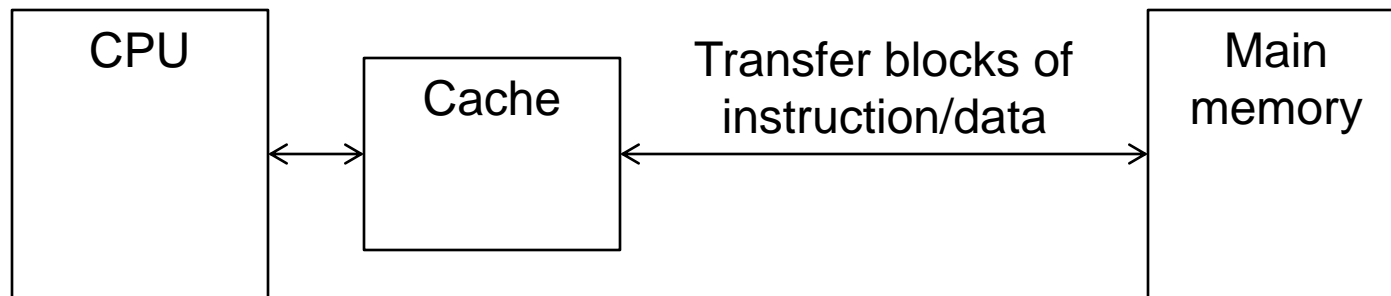 CPU
Cache
Transfer blocks of
instruction/data
Main
memory